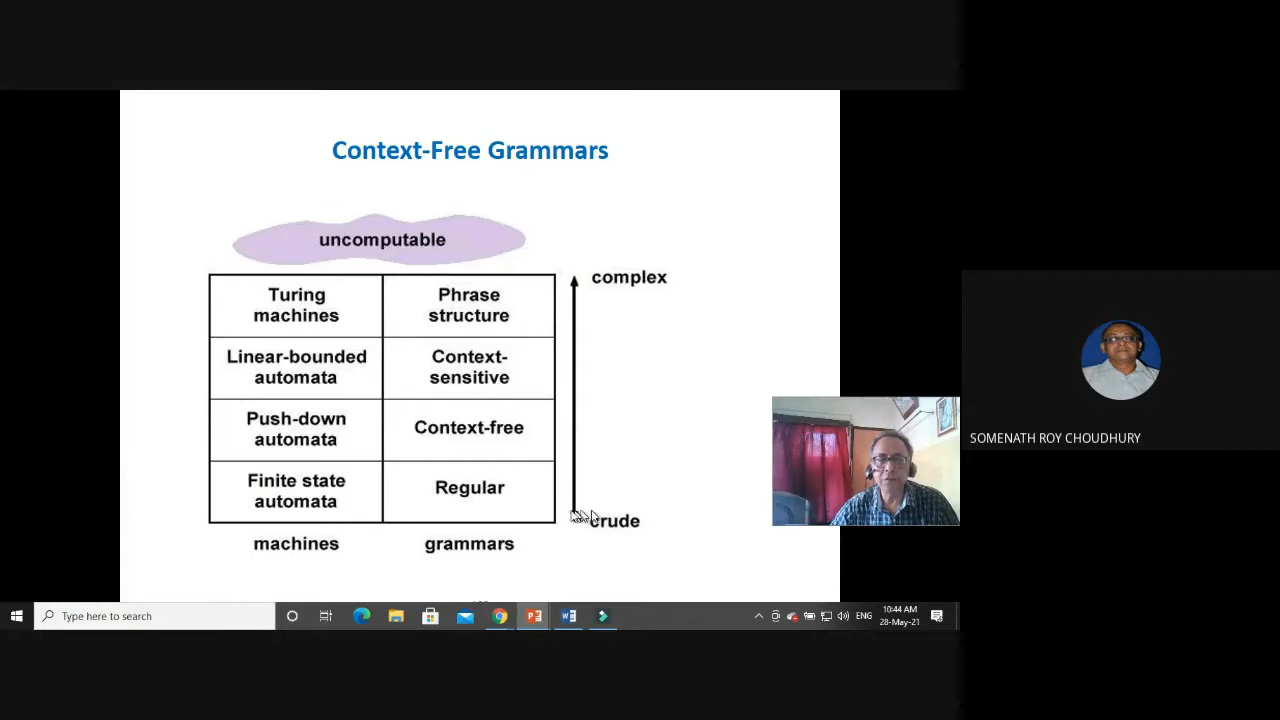 Context-Free Grammars
uncomputable
complex
Turing
machines
Phrase
structure
Linear-bounded
automata
Context-
sensitive
Push-down
automata
Context-free
Finite state
automata
Regular
crude
machines
grammars
SOMENATH ROY CHOUDHURY
Type here to search
ENG
10:44 AM
28-May-21